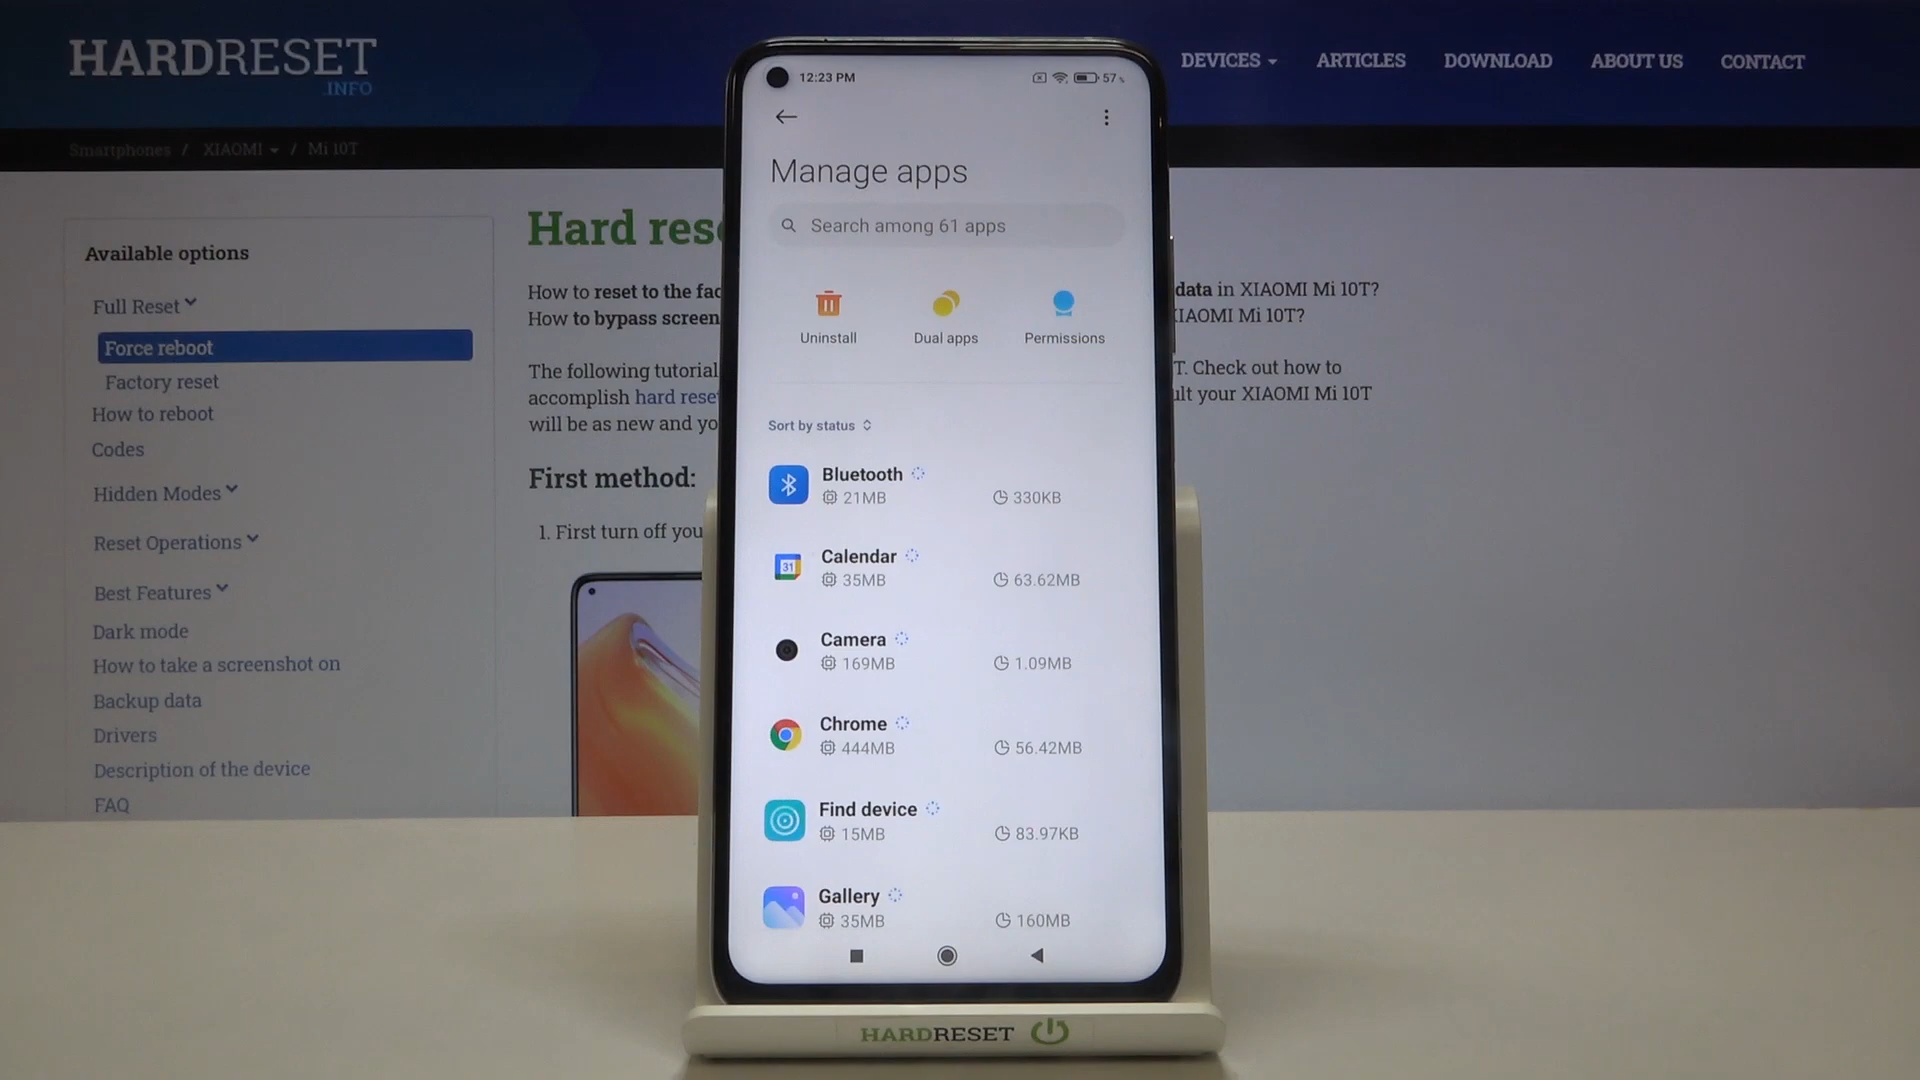 HARDRESET
.INFO
DEVICES
ARTICLES
DOWNLOAD
ABOUT US
CONTACT
Smartphones / XIAOMI / Mi 10T
Available options
Full Reset
Force reboot
Factory reset
How to reboot
Codes
Hidden Modes
Reset Operations
Best Features
Dark mode
How to take a screenshot on
Backup data
Drivers
Description of the device
FAQ
Hard res
How to reset to the fac
data in XIAOMI Mi 10T?
How to bypass screen
XIAOMI Mi 10T?
The following tutorial
T. Check out how to
accomplish hard reset
ult your XIAOMI Mi 10T
will be as new and yo
First method:
1. First turn off you
12:23 PM
57%
Manage apps
Search among 61 apps
Uninstall
Dual apps
Permissions
Sort by status
Bluetooth
21MB 330KB
Calendar
31
35MB 63.62MB
Camera
169MB 1.09MB
Chrome
444MB 56.42MB
Find device
15MB 83.97KB
Gallery
35MB 160MB
HARDRESET